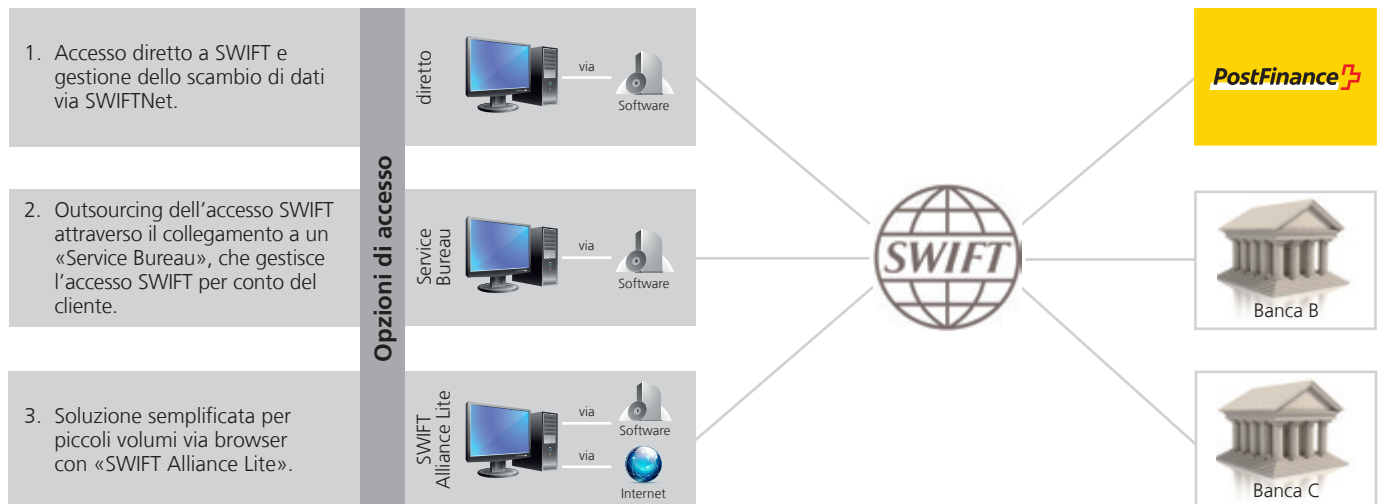 1. Accesso diretto a SWIFT e
gestione dello scambio di dati
via SWIFTNet.
2. Outsourcing dell’accesso SWIFT
attraverso il collegamento a un
«Service Bureau», che gestisce
l’accesso SWIFT per conto del
cliente.
3. Soluzione semplificata per
piccoli volumi via browser
con «SWIFT Alliance Lite».
Opzioni di accesso
diretto
via
Software
Service
Bureau
via
Software
SWIFT
Alliance Lite
via
Software
via
Internet
SWIFT
PostFinance
Banca B
Banca C